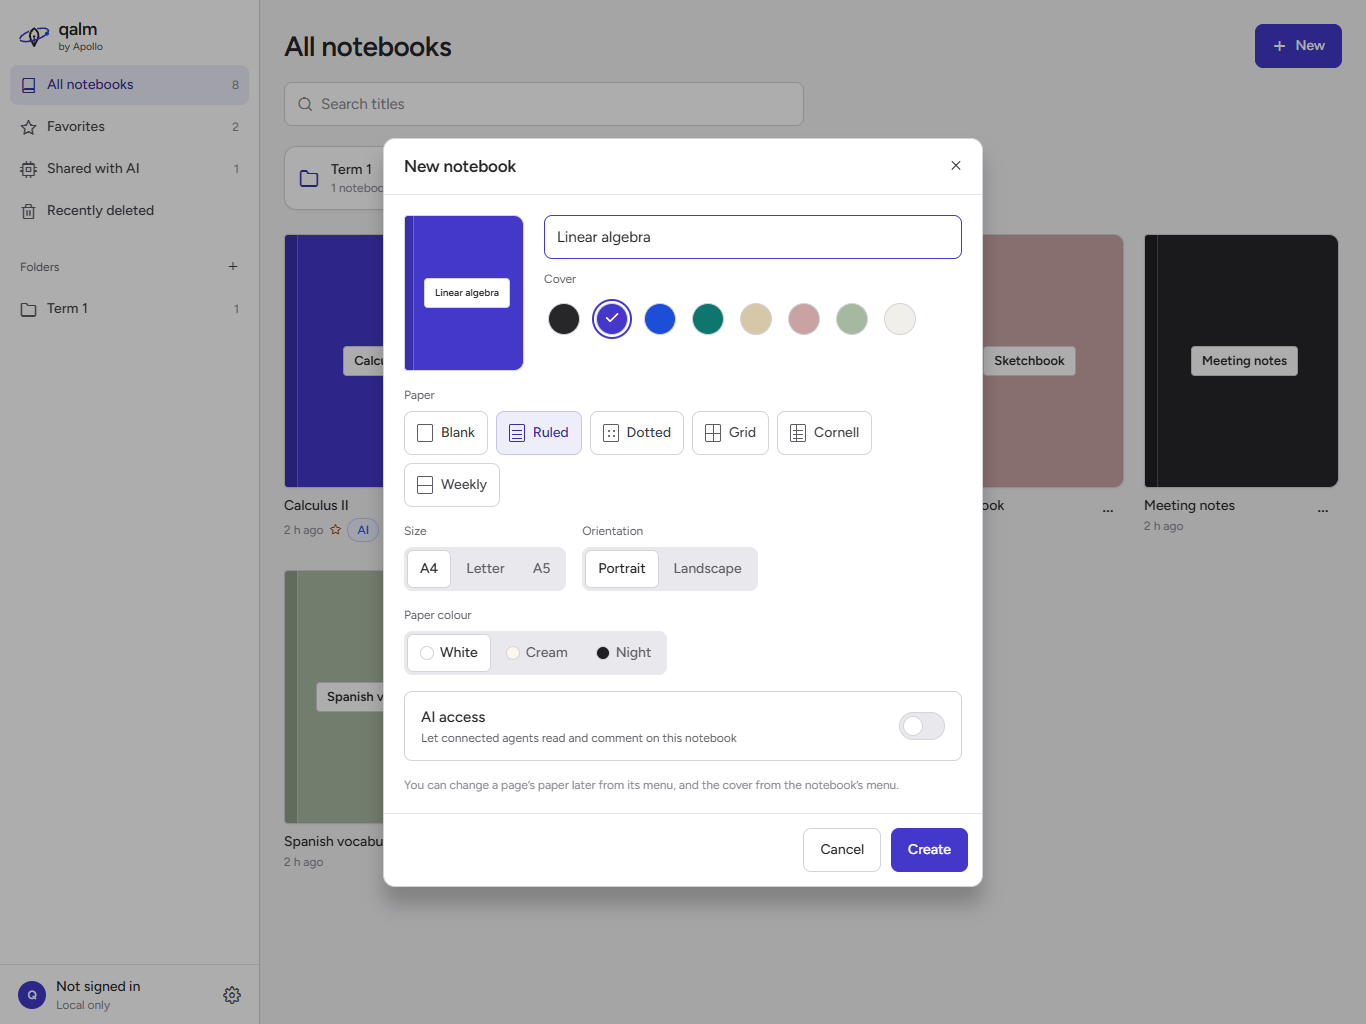 qalm
by Apollo
All notebooks 8
Favorites 2
Shared with AI 1
Recently deleted
Folders +
Term 1 1
Not signed in
Local only
All notebooks
+ New
Search titles
Term 1
1
Calculus II
2 h ago AI
Spanish
2 h ago
Sketchbook
Meeting notes
Meeting notes
2 h ago
New notebook
Linear algebra
Linear algebra
Cover
Paper
Blank Ruled Dotted Grid Cornell
Weekly
Size Orientation
A4 Letter A5 Portrait Landscape
Paper colour
White Cream Night
AI access
Let connected agents read and comment on this notebook
You can change a page’s paper later from its menu, and the cover from the notebook’s menu.
Cancel Create